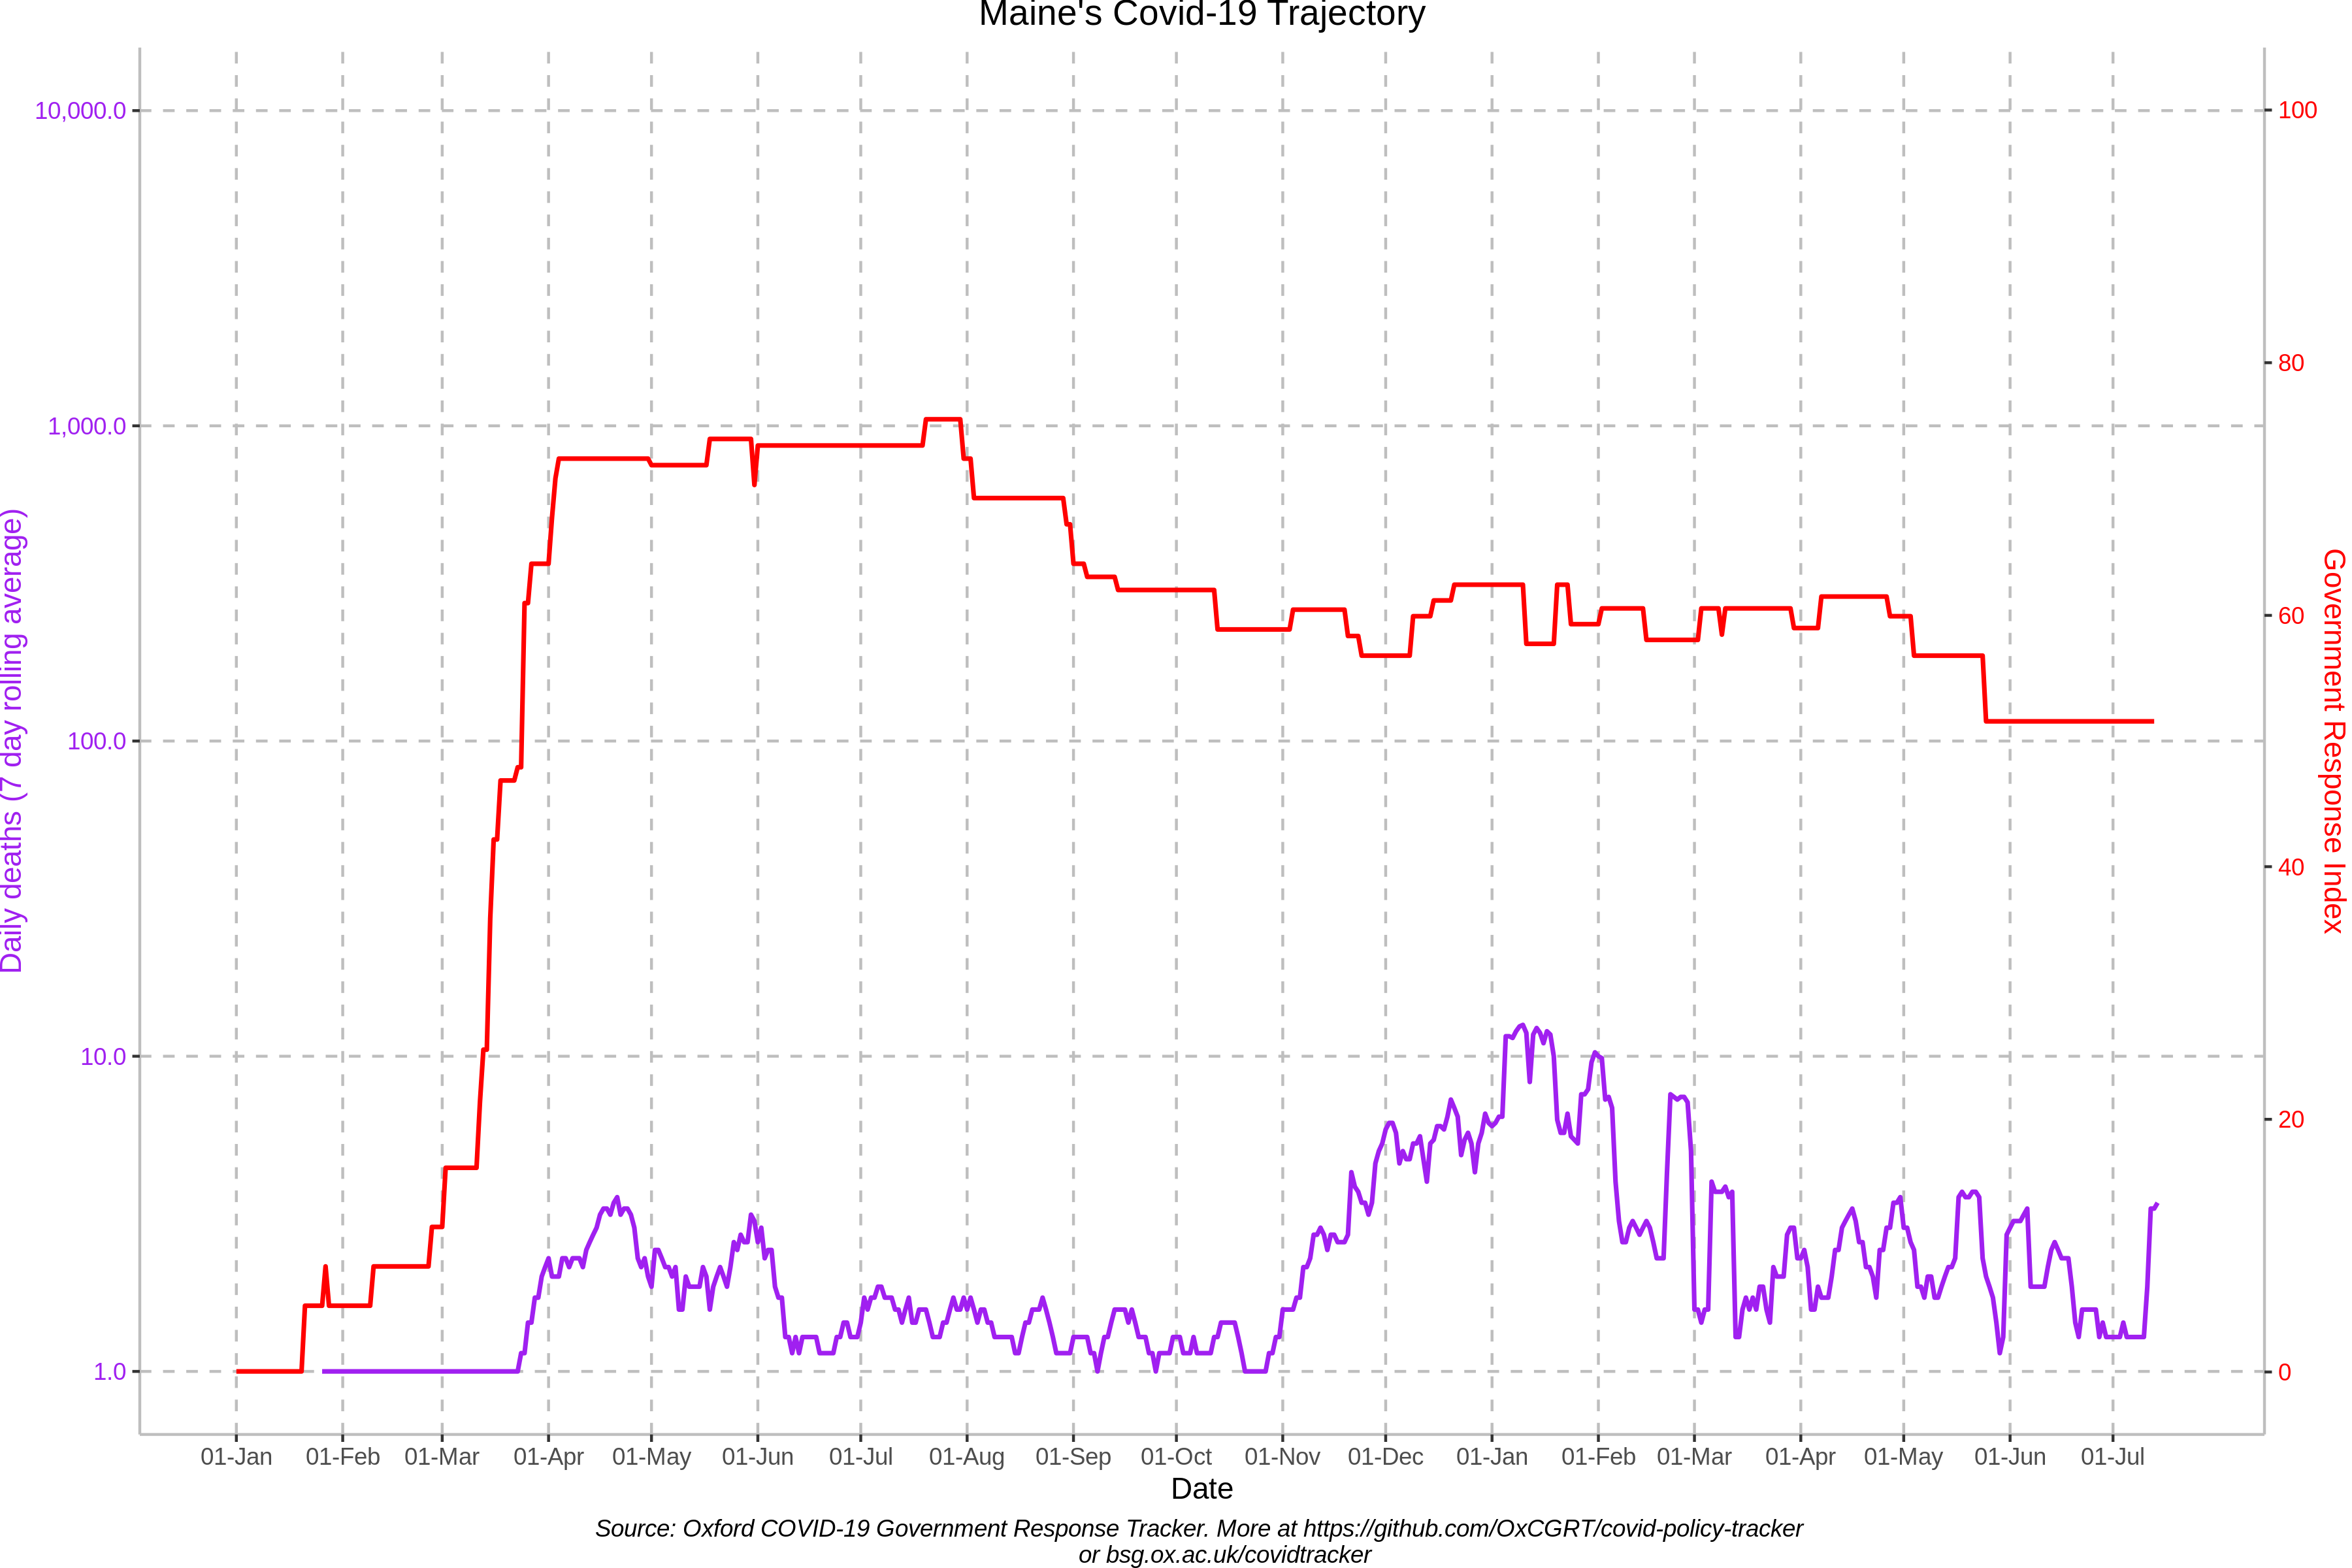 Maine's Covid-19 Trajectory
10,000.0
1,000.0
100.0
10.0
1.0
Daily deaths (7 day rolling average)
100
80
60
40
20
0
Government Response Index
01-Jan 01-Feb 01-Mar 01-Apr 01-May 01-Jun 01-Jul 01-Aug 01-Sep 01-Oct 01-Nov 01-Dec 01-Jan 01-Feb 01-Mar 01-Apr 01-May 01-Jun 01-Jul
Date
Source: Oxford COVID-19 Government Response Tracker. More at https://github.com/OxCGRT/covid-policy-tracker
or bsg.ox.ac.uk/covidtracker